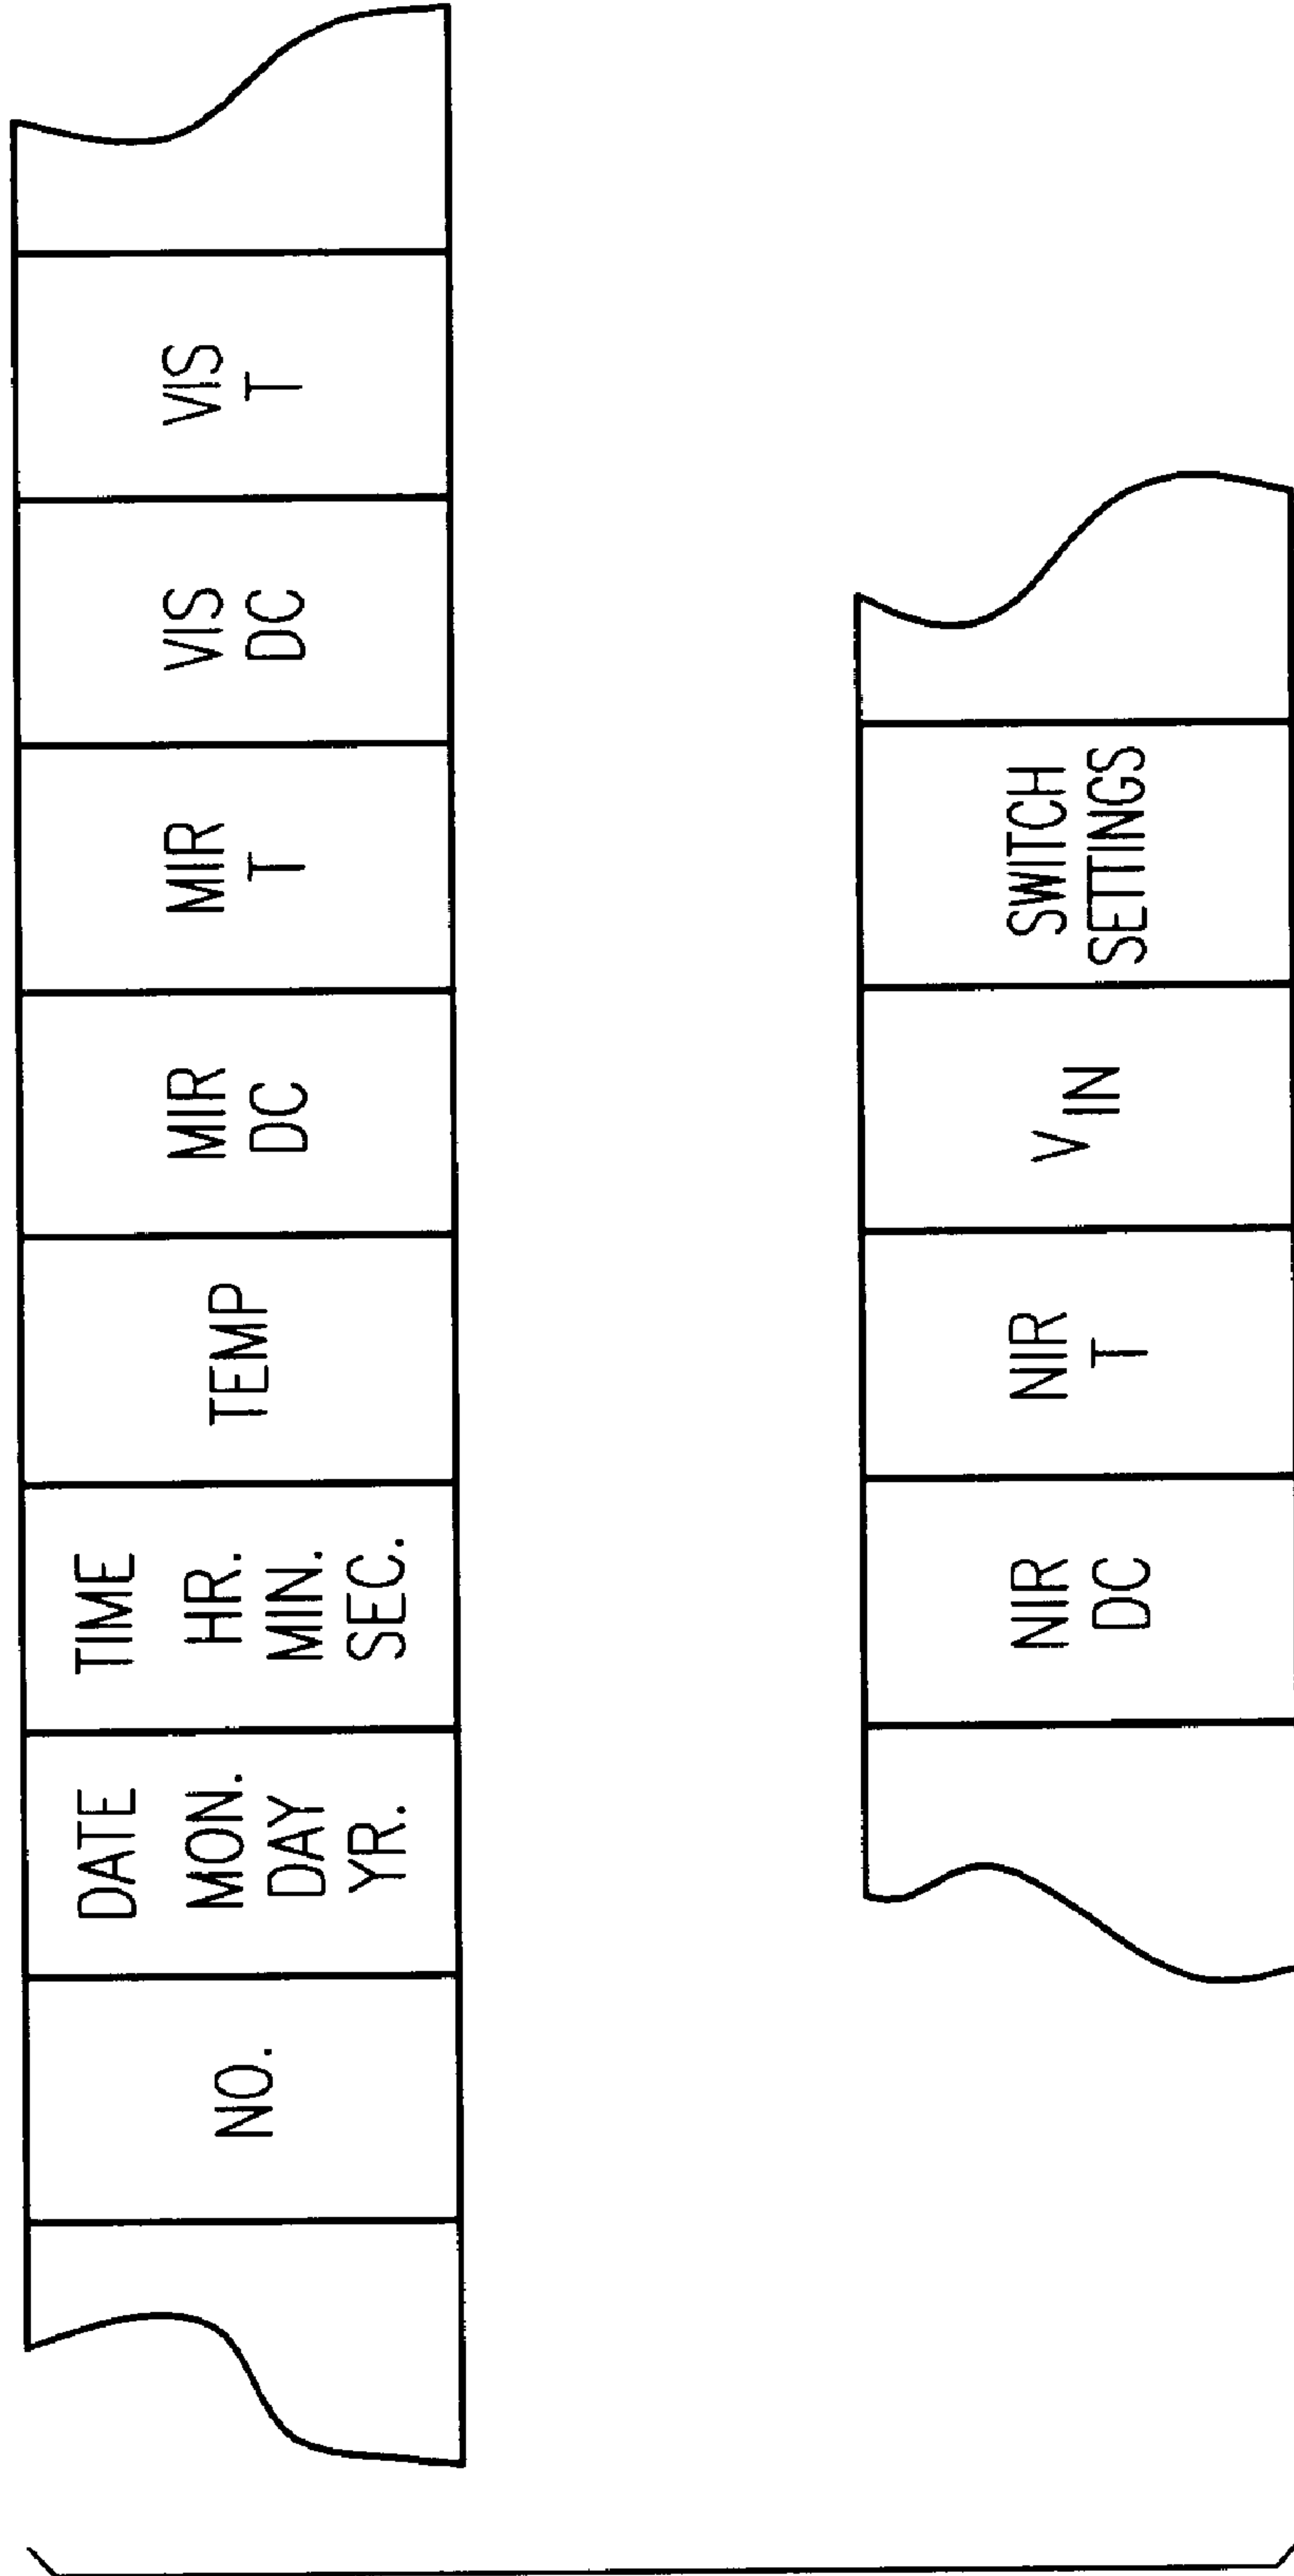 NO.
DATE
MON.
DAY
YR.
TIME
HR.
MIN.
SEC.
TEMP
MIR
DC
MIR
T
VIS
DC
VIS
T
NIR
DC
NIR
T
V IN
SWITCH
SETTINGS